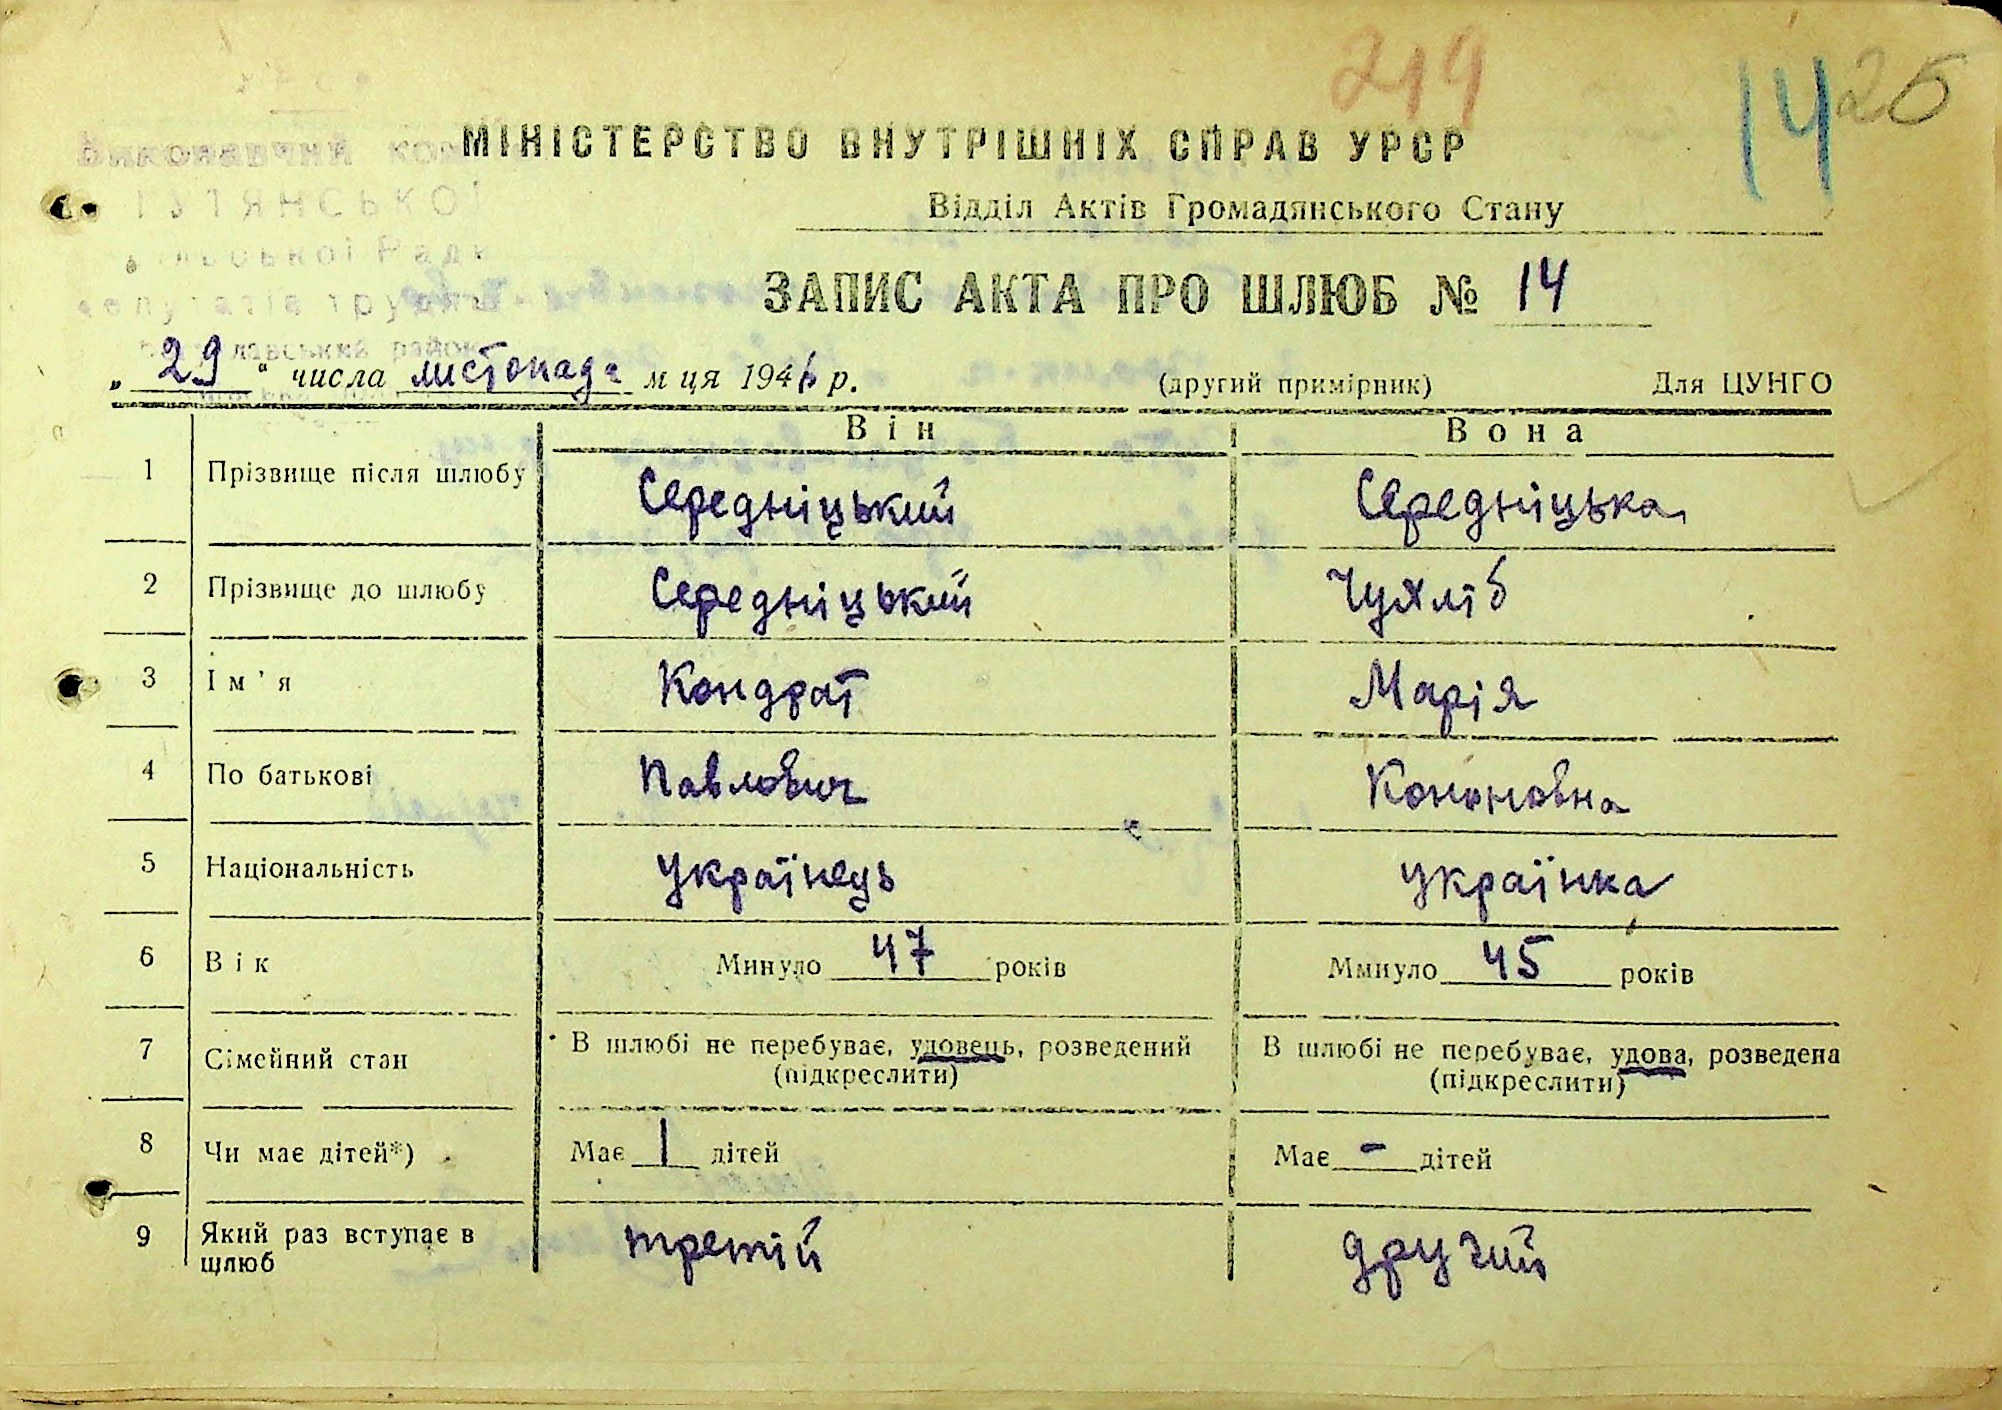 219
14 25
МІНІСТЕРСТВО ВНУТРІШНІХ СПРАВ УРСР
Відділ Актів Громадянського Стану
ЗАПИС АКТА ПРО ШЛЮБ № 14
„29“ числа листопада м ця 1946 р. (другий примірник) Для ЦУНГО
Він Вона
1 Прізвище після шлюбу Середніцький Середніцька
2 Прізвище до шлюбу Середніцький Чухліб
3 Ім'я Кондрат Марія
4 По батькові Павлович Кононовна
5 Національність Українець Українка
6 Вік Минуло 47 років Минуло 45 років
7 Сімейний стан В шлюбі не перебуває, удовець, розведений (підкреслити) В шлюбі не перебуває, удова, розведена (підкреслити)
8 Чи має дітей*) Має 1 дітей Має - дітей
9 Який раз вступає в шлюб третій другий